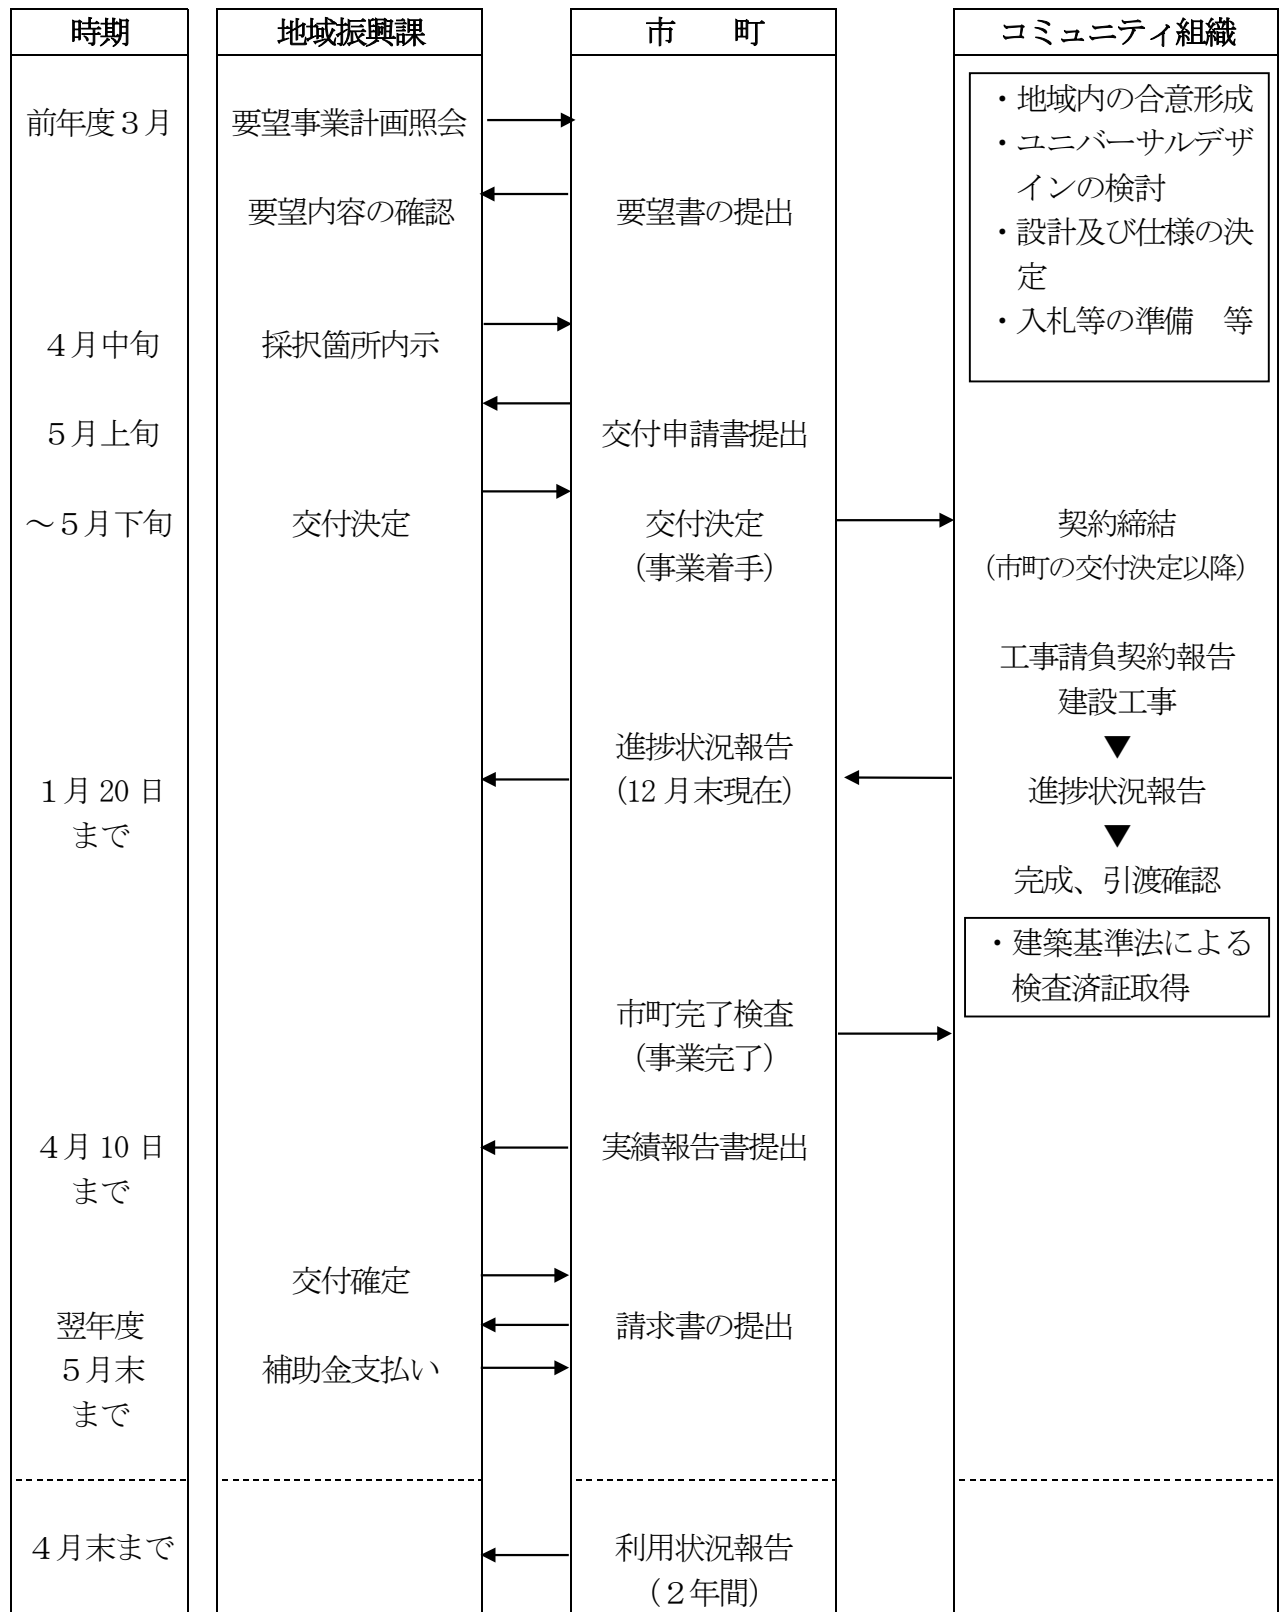 時期
地域振興課
市　　町
コミュニティ組織
・地域内の合意形成
・ユニバーサルデザ
インの検討
・設計及び仕様の決
定
・入札等の準備　等
前年度３月
要望事業計画照会
要望内容の確認
要望書の提出
４月中旬
採択箇所内示
５月上旬
交付申請書提出
～５月下旬
交付決定
交付決定
（事業着手）
契約締結
（市町の交付決定以降）
工事請負契約報告
建設工事
▼
進捗状況報告
（12 月末現在）
１月 20 日
まで
進捗状況報告
▼
完成、引渡確認
・建築基準法による
検査済証取得
市町完了検査
（事業完了）
４月 10 日
まで
実績報告書提出
交付確定
翌年度
５月末
まで
請求書の提出
補助金支払い
４月末まで
利用状況報告
（２年間）